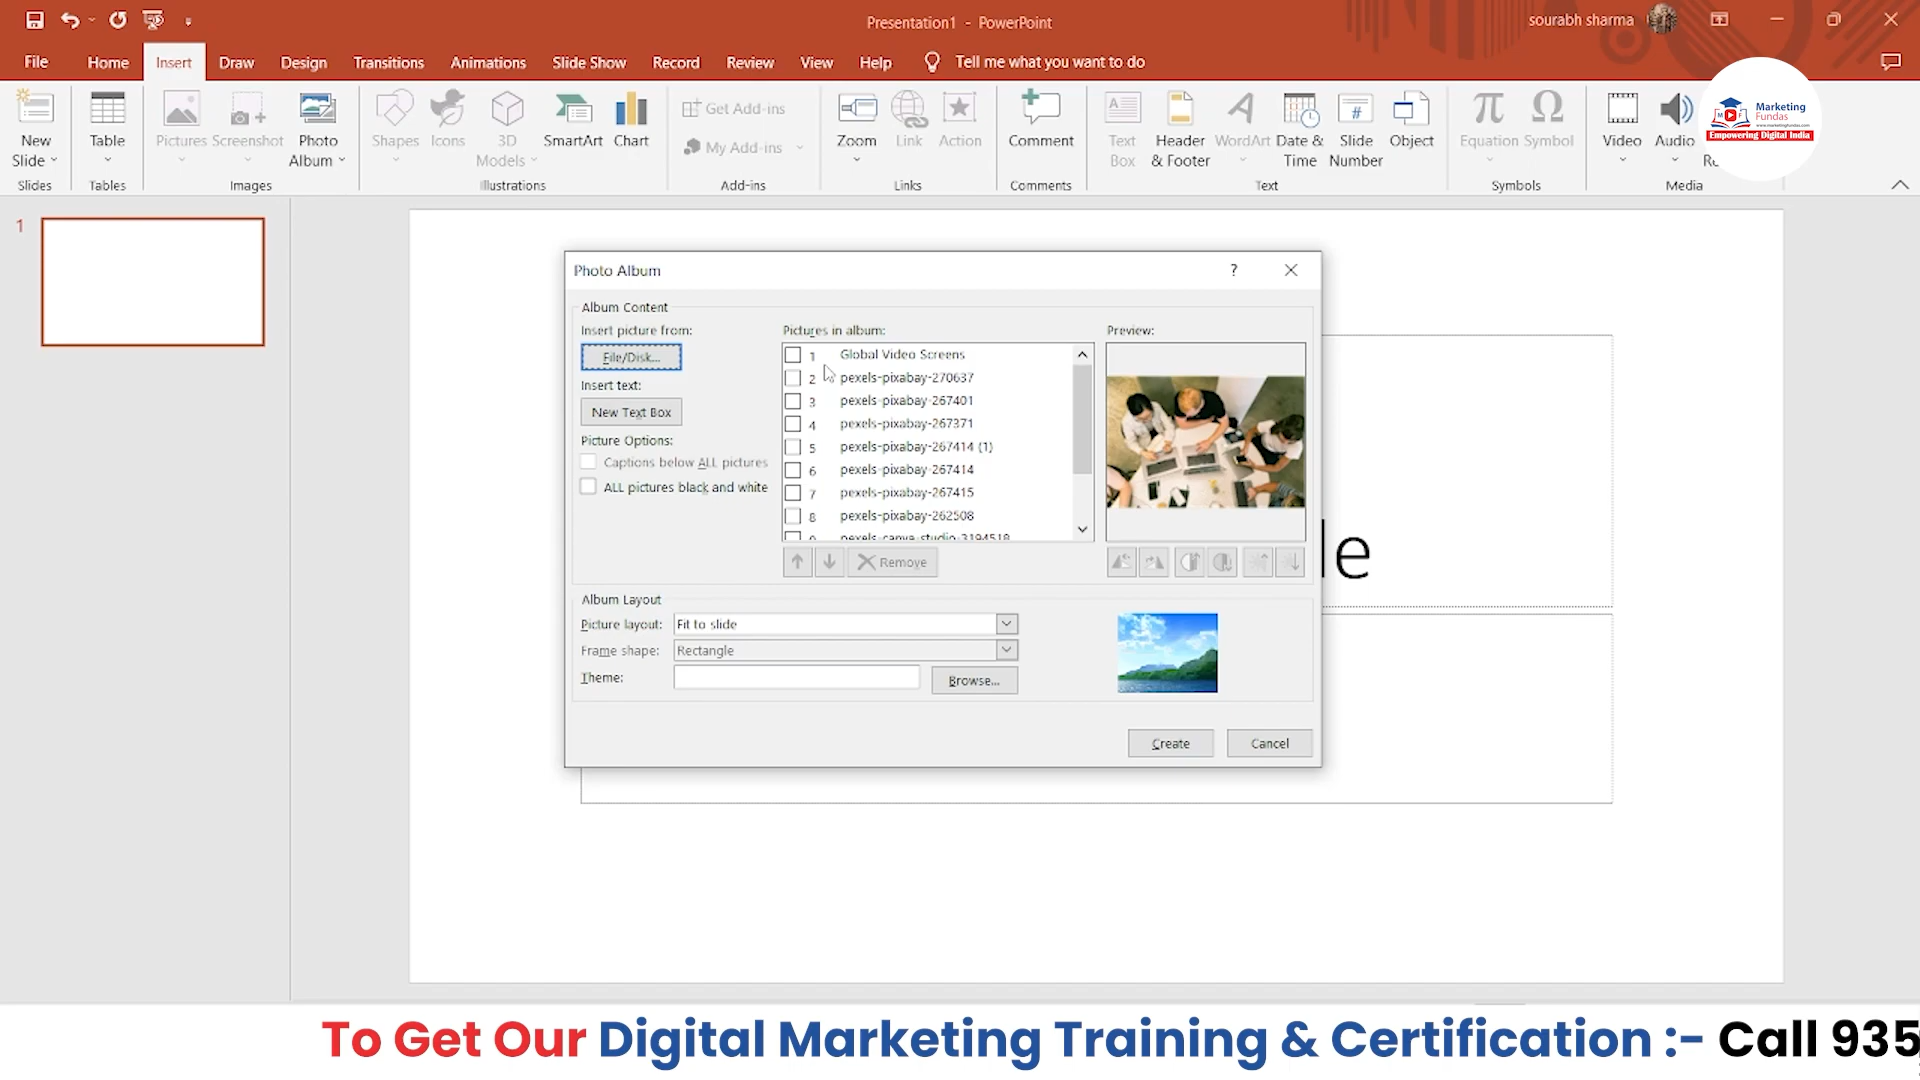 Presentation1 - PowerPoint
sourabh sharma
File Home Insert Draw Design Transitions Animations Slide Show Record Review View Help Tell me what you want to do
New Slide
Table
Pictures
Screenshot
Photo Album
Shapes
Icons
3D Models
SmartArt
Chart
Get Add-ins
My Add-ins
Zoom
Link
Action
Comment
Text Box
Header & Footer
WordArt
Date & Time
Slide Number
Object
Equation
Symbol
Video
Audio
Marketing
Fundas
www.marketingfundas.com
Empowering Digital India
Slides
Tables
Images
Illustrations
Add-ins
Links
Comments
Text
Symbols
Media
1
Photo Album
?
Album Content
Insert picture from:
File/Disk...
Insert text:
New Text Box
Picture Options:
Captions below ALL pictures
ALL pictures black and white
Pictures in album:
1 Global Video Screens
2 pexels-pixabay-270637
3 pexels-pixabay-267401
4 pexels-pixabay-267371
5 pexels-pixabay-267414 (1)
6 pexels-pixabay-267414
7 pexels-pixabay-267415
8 pexels-pixabay-262508
9 pexels-canva-studio-3194518
Remove
Preview:
Album Layout
Picture layout: Fit to slide
Frame shape: Rectangle
Theme:
Browse...
Create
Cancel
le
To Get Our Digital Marketing Training & Certification :- Call 935